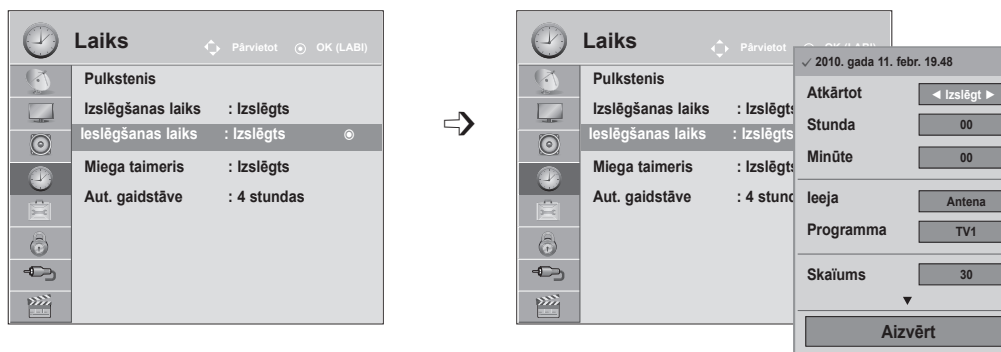 Laiks
Pārvietot OK (LABI)
Pulkstenis
Izslēgšanas laiks : Izslēgts
Ieslēgšanas laiks : Izslēgts
Miega taimeris : Izslēgts
Aut. gaidstāve : 4 stundas
Laiks
Pārvietot
Pulkstenis
Izslēgšanas laiks : Izslēgts
Ieslēgšanas laiks : Izslēgts
Miega taimeris : Izslēgts
Aut. gaidstāve : 4 stund
✓ 2010. gada 11. febr. 19.48
Atkārtot ◄ Izslēgt ►
Stunda 00
Minūte 00
Ieeja Antena
Programma TV1
Skaïums 30
▼
Aizvērt